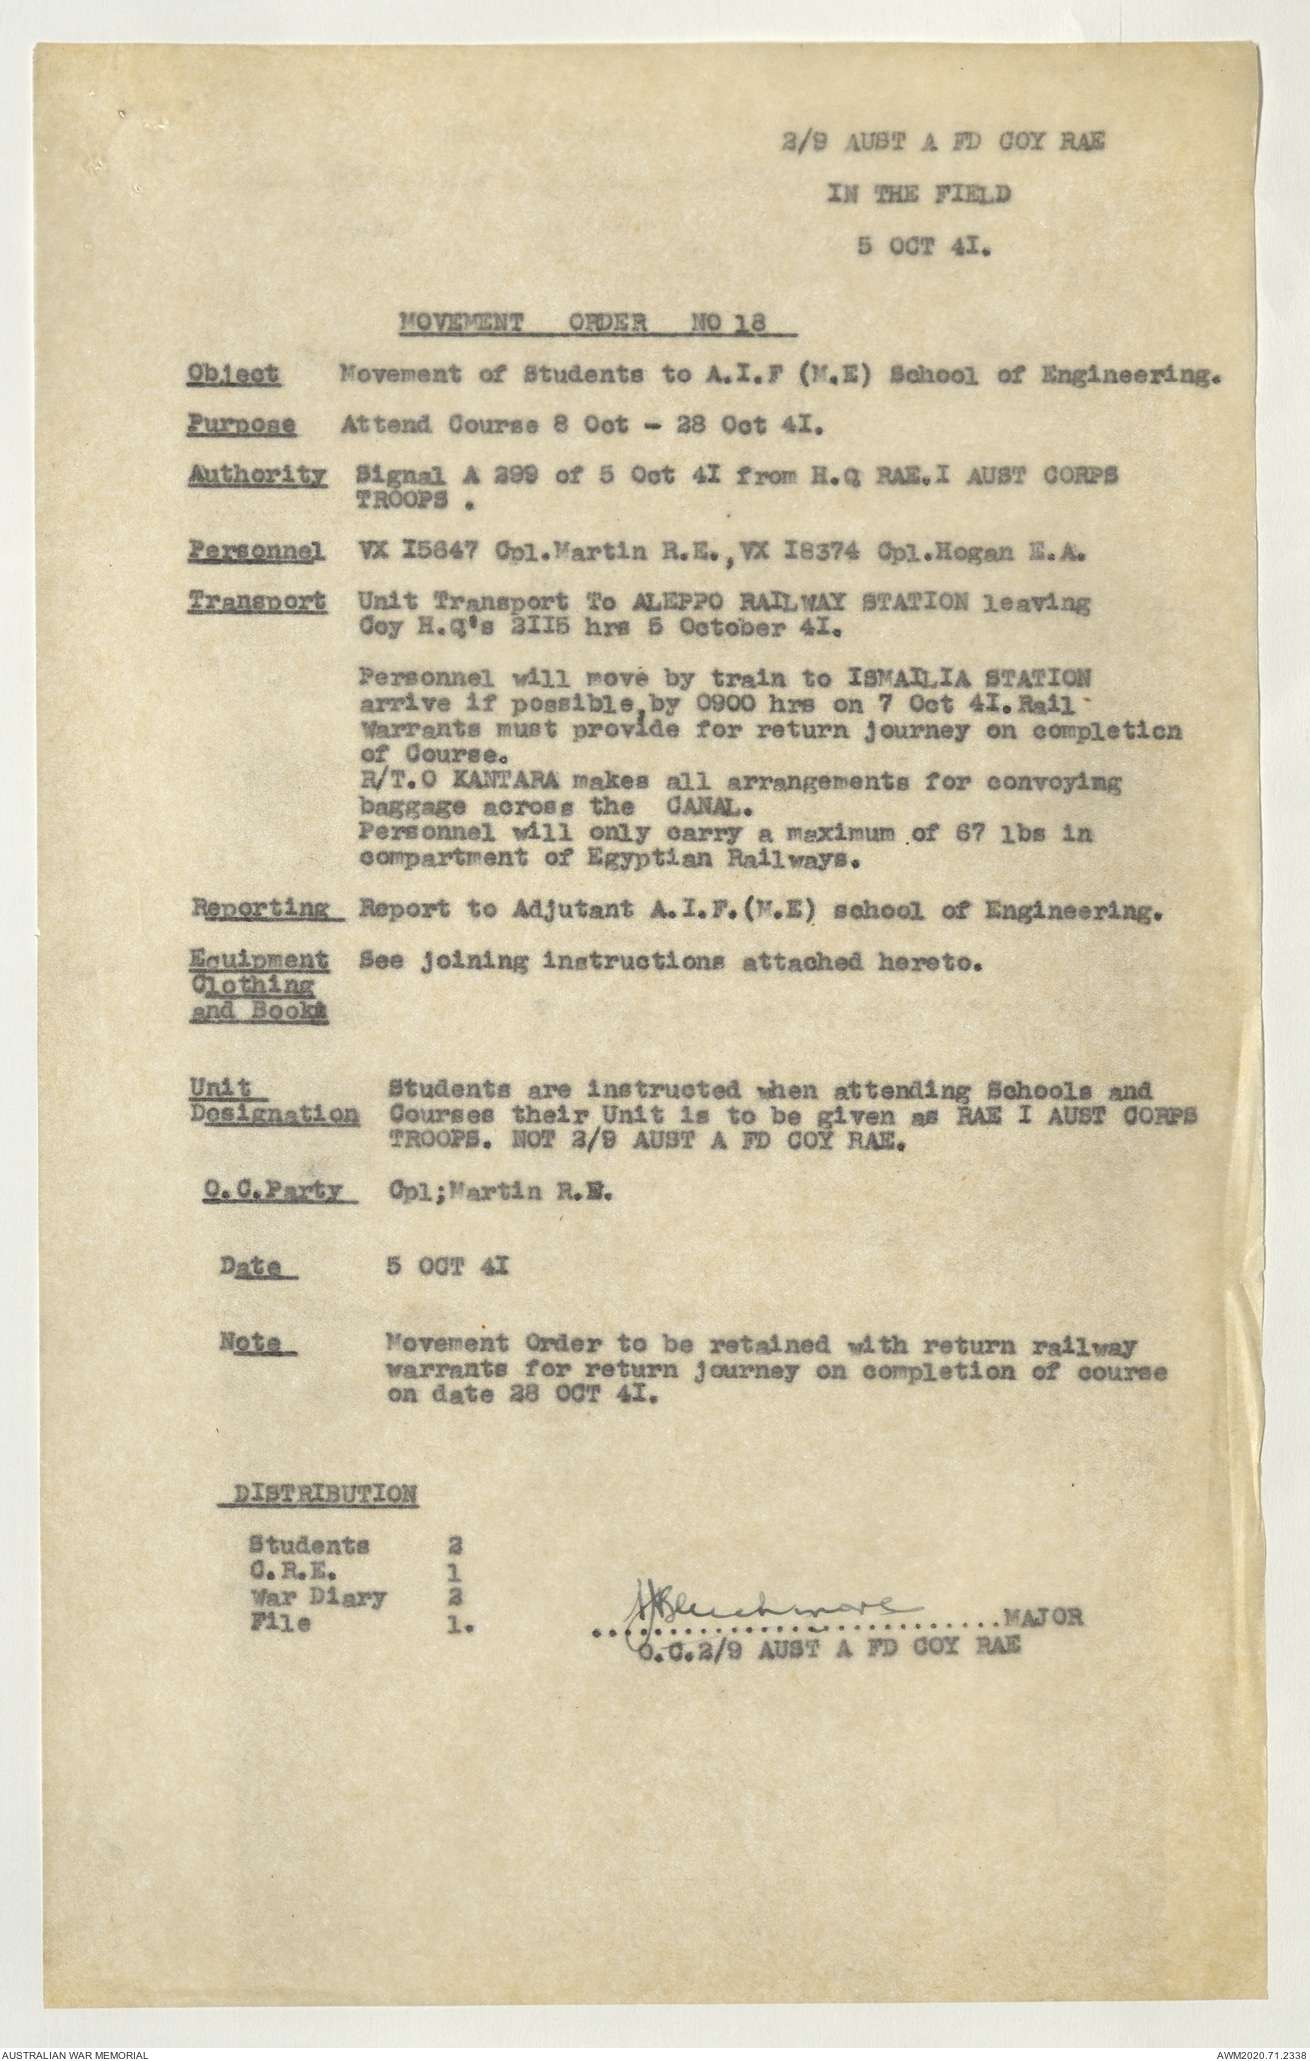 2/9 AUST A FD COY RAE
IN THE FIELD
5 OCT 4I.
MOVEMENT ORDER NO 18
Object Movement of Students to A.I.F (M.E) School of Engineering.
Purpose Attend Course 8 Oct - 28 Oct 4I.
Authority Signal A 299 of 5 Oct 4I from H.Q RAE.I AUST CORPS
TROOPS .
Personnel VX I5647 Cpl.Martin R.E.,VX I8374 Cpl.Hogan E.A.
Transport Unit Transport To ALEPPO RAILWAY STATION leaving
Coy H.Q's 2II5 hrs 5 October 4I.
Personnel will move by train to ISMAILIA STATION
arrive if possible,by 0900 hrs on 7 Oct 4I.Rail
Warrants must provide for return journey on completion
of Course.
R/T.O KANTARA makes all arrangements for convoying
baggage across the CANAL.
Personnel will only carry a maximum of 67 lbs in
compartment of Egyptian Railways.
Reporting Report to Adjutant A.I.F.(M.E) school of Engineering.
Equipment See joining instructions attached hereto.
Clothing
and Books
Unit Students are instructed when attending Schools and
Designation Courses their Unit is to be given as RAE I AUST CORPS
TROOPS. NOT 2/9 AUST A FD COY RAE.
O.C.Party Cpl;Martin R.E.
Date 5 OCT 4I
Note Movement Order to be retained with return railway
warrants for return journey on completion of course
on date 28 OCT 4I.
DISTRIBUTION
Students 2
C.R.E. 1
War Diary 2
File 1.
..............................MAJOR
O.C.2/9 AUST A FD COY RAE
AUSTRALIAN WAR MEMORIAL
AWM2020.71.2338